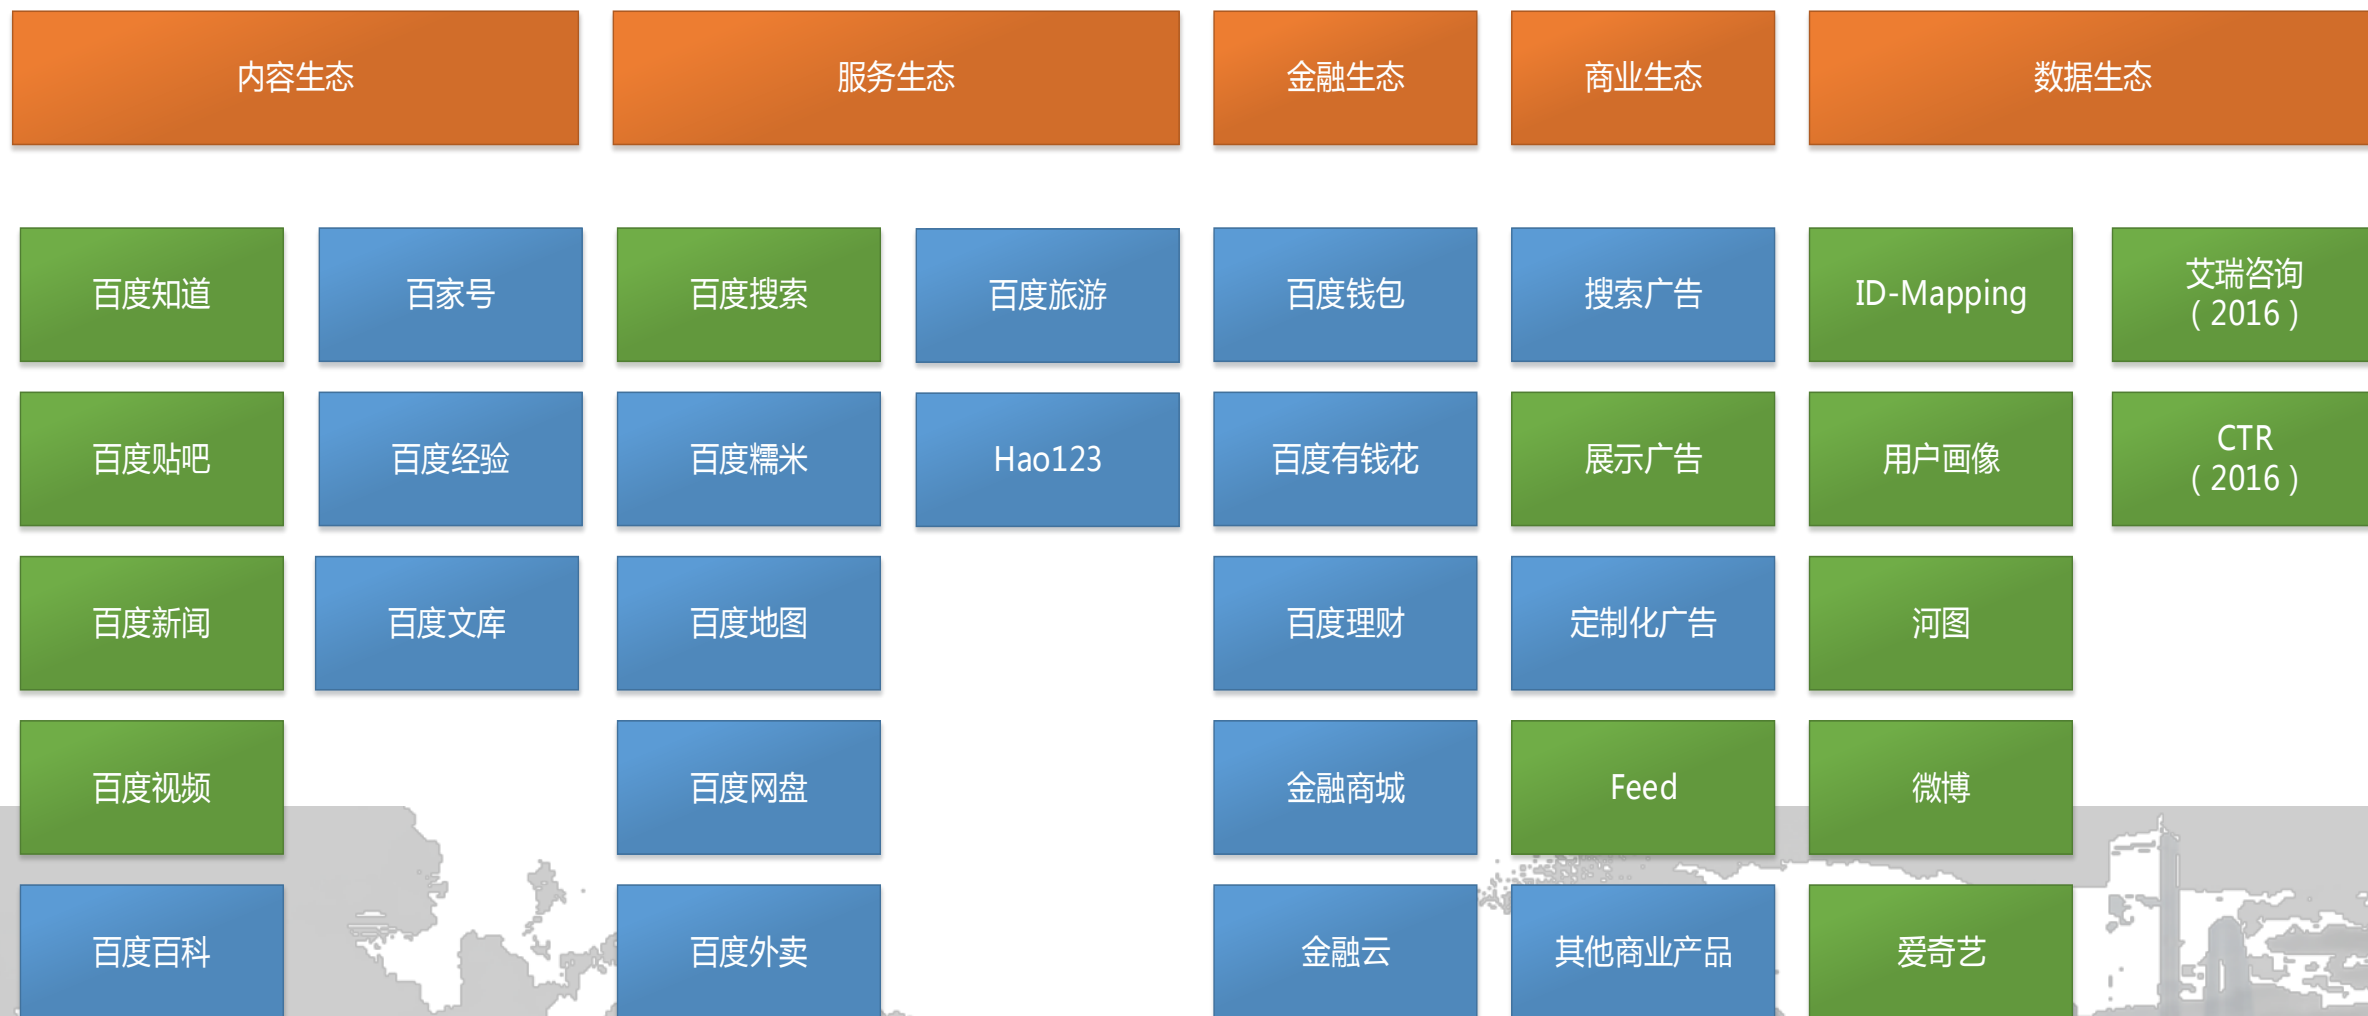 内容生态
服务生态
金融生态
商业生态
数据生态
百度知道
百家号
百度搜索
百度旅游
百度钱包
搜索广告
ID-Mapping
艾瑞咨询
（2016）
百度贴吧
百度经验
百度糯米
Hao123
百度有钱花
展示广告
用户画像
CTR
（2016）
百度新闻
百度文库
百度地图
百度理财
定制化广告
河图
百度视频
百度网盘
金融商城
Feed
微博
百度百科
百度外卖
金融云
其他商业产品
爱奇艺